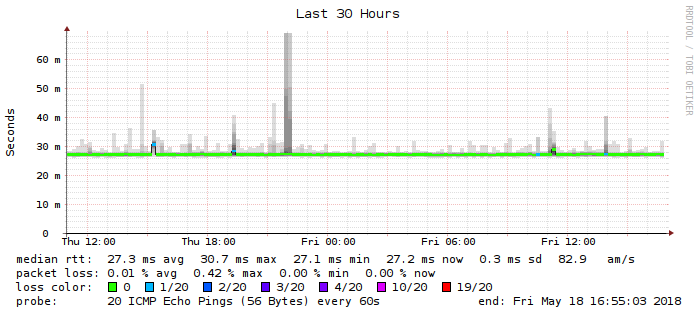 Last 30 Hours
RRDTOOL / TOBI OETIKER
Seconds
60 m
50 m
40 m
30 m
20 m
10 m
0
Thu 12:00 Thu 18:00 Fri 00:00 Fri 06:00 Fri 12:00
median rtt: 27.3 ms avg 30.7 ms max 27.1 ms min 27.2 ms now 0.3 ms sd 82.9 am/s
packet loss: 0.01 % avg 0.42 % max 0.00 % min 0.00 % now
loss color: 0 1/20 2/20 3/20 4/20 10/20 19/20
probe: 20 ICMP Echo Pings (56 Bytes) every 60s end: Fri May 18 16:55:03 2018